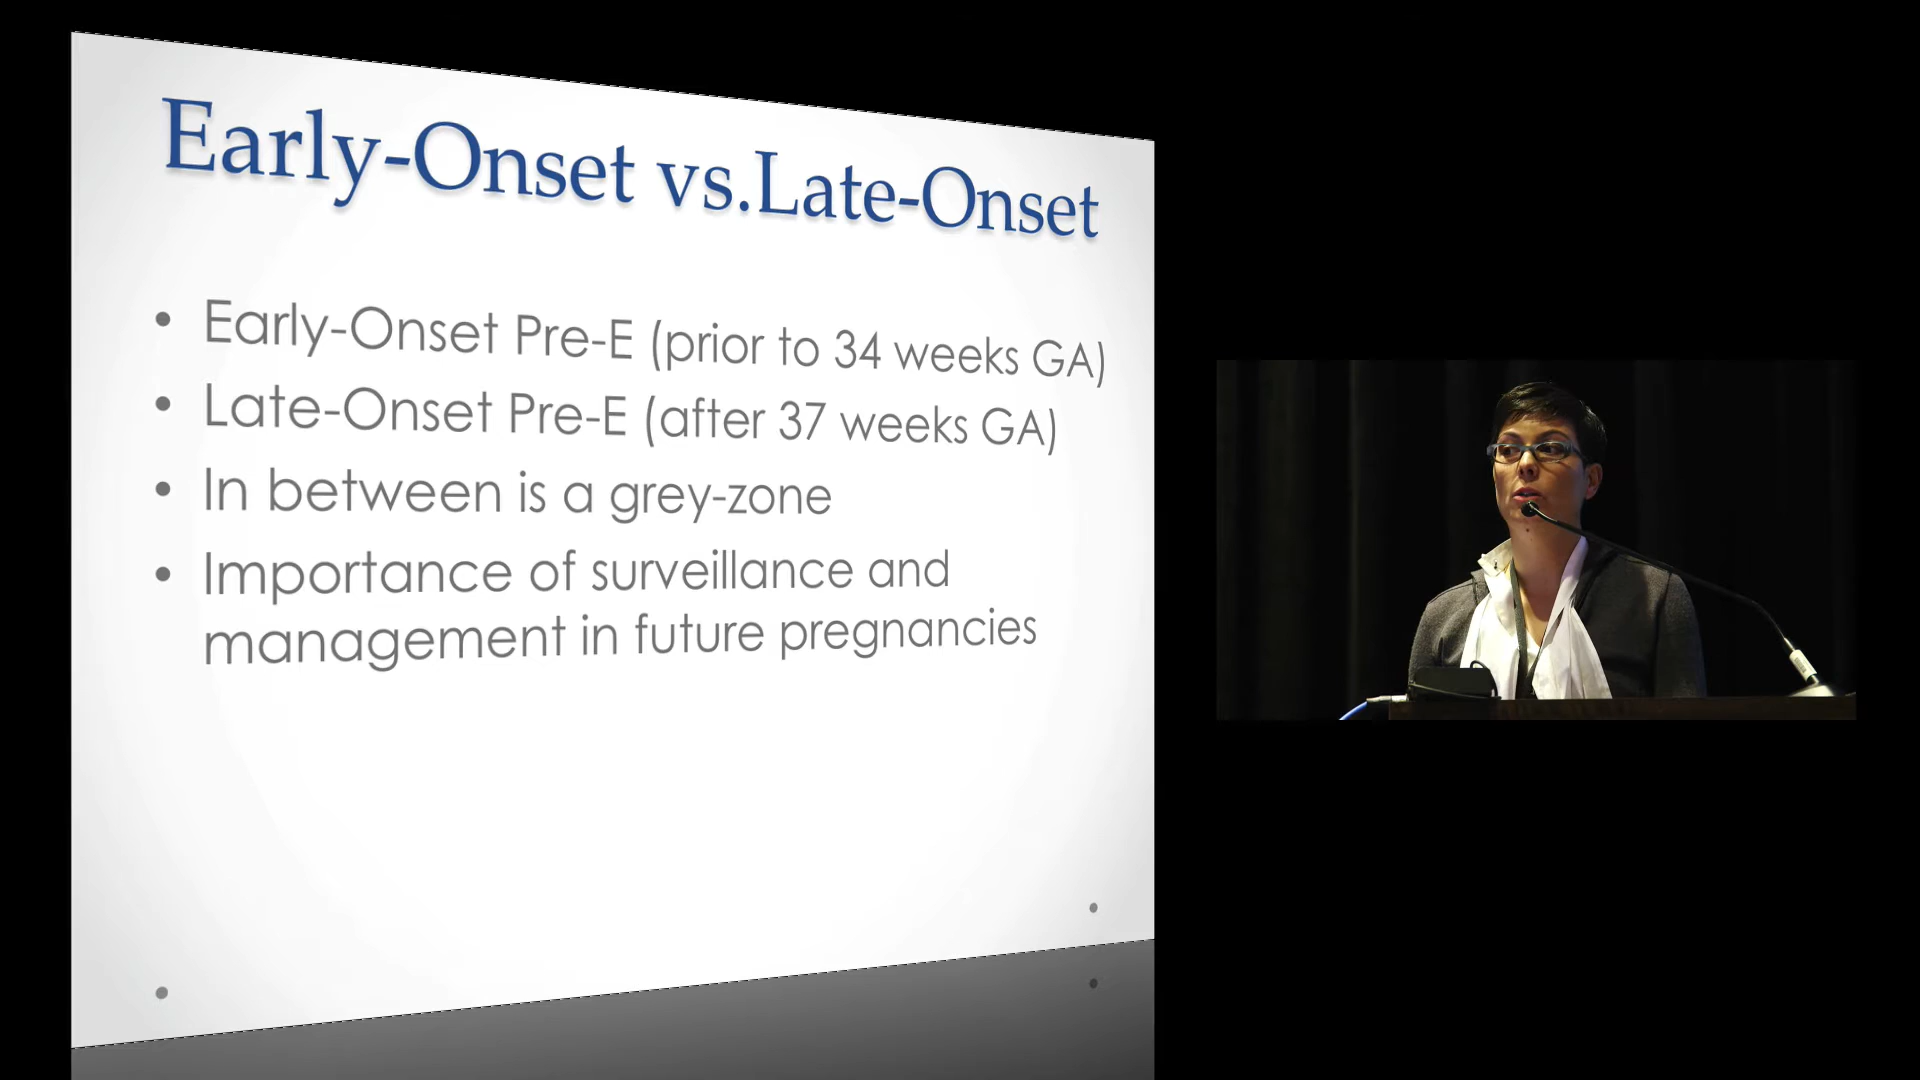 Early-Onset vs.Late-Onset
• Early-Onset Pre-E (prior to 34 weeks GA)
• Late-Onset Pre-E (after 37 weeks GA)
• In between is a grey-zone
• Importance of surveillance and
management in future pregnancies